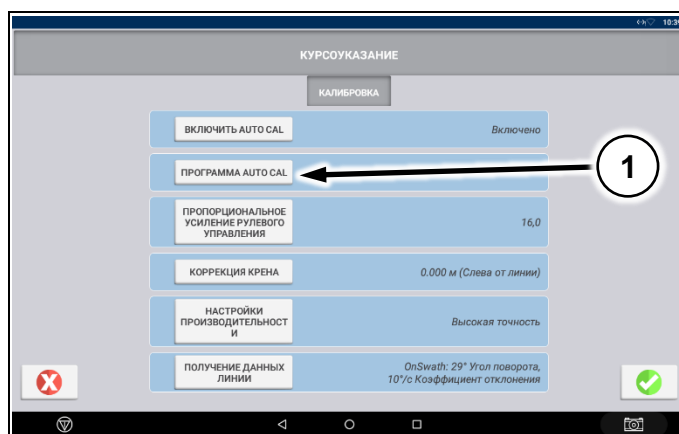 10:39
КУРСОУКАЗАНИЕ
КАЛИБРОВКА
ВКЛЮЧИТЬ AUTO CAL
Включено
ПРОГРАММА AUTO CAL
1
ПРОПОРЦИОНАЛЬНОЕ
УСИЛЕНИЕ РУЛЕВОГО
УПРАВЛЕНИЯ
16,0
КОРРЕКЦИЯ КРЕНА
0.000 м (Слева от линии)
НАСТРОЙКИ
ПРОИЗВОДИТЕЛЬНОСТ
И
Высокая точность
ПОЛУЧЕНИЕ ДАННЫХ
ЛИНИИ
OnSwath: 29° Угол поворота,
10°/с Коэффициент отклонения